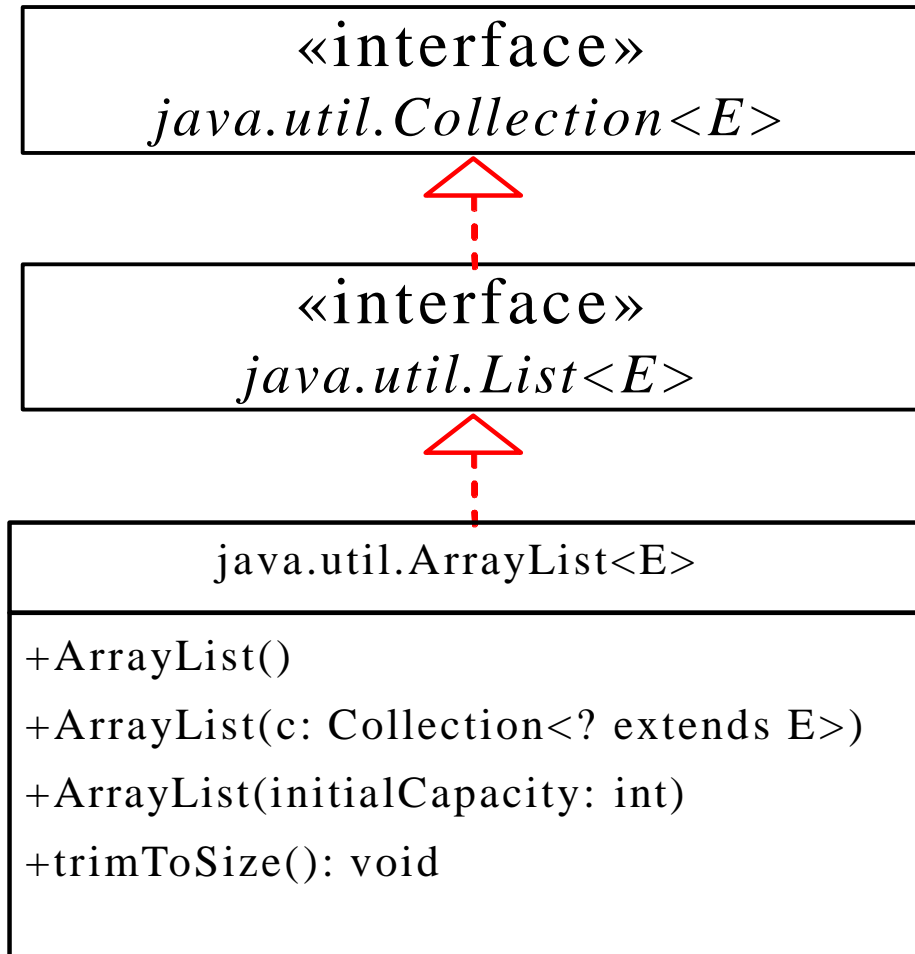 «interface»
java.util.Collection<E>
«interface»
java.util.List<E>
java.util.ArrayList<E>
+ArrayList()
+ArrayList(c: Collection<? extends E>)
+ArrayList(initialCapacity: int)
+trimToSize(): void